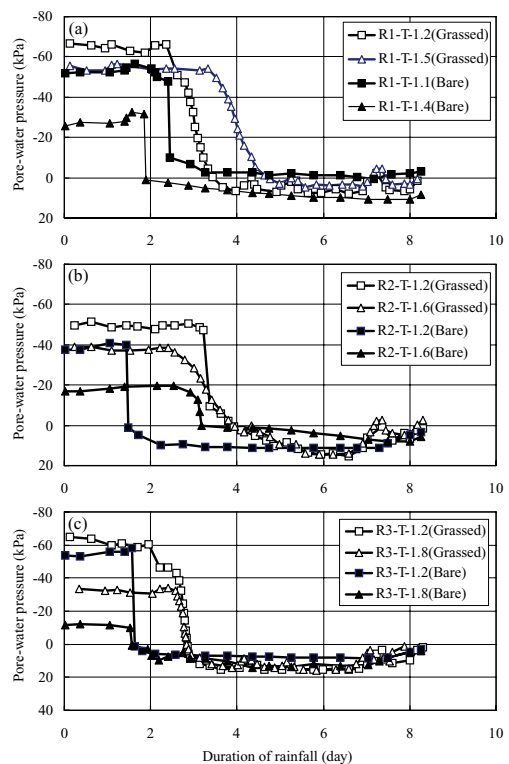 (a)
Pore-water pressure (kPa)
-80
-60
-40
-20
0
20
0
2
4
6
8
10
R1-T-1.2(Grassed)
R1-T-1.5(Grassed)
R1-T-1.1(Bare)
R1-T-1.4(Bare)
(b)
Pore-water pressure (kPa)
-80
-60
-40
-20
0
20
0
2
4
6
8
10
R2-T-1.2(Grassed)
R2-T-1.6(Grassed)
R2-T-1.2(Bare)
R2-T-1.6(Bare)
(c)
Pore-water pressure (kPa)
-80
-60
-40
-20
0
20
40
0
2
4
6
8
10
R3-T-1.2(Grassed)
R3-T-1.8(Grassed)
R3-T-1.2(Bare)
R3-T-1.8(Bare)
Duration of rainfall (day)